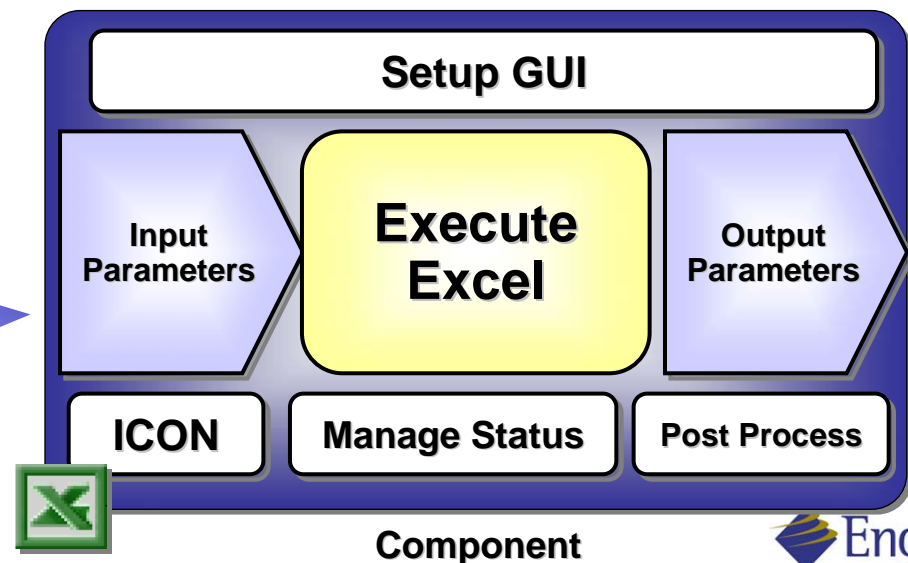 Setup GUI
Input
Parameters
Execute
Excel
Output
Parameters
ICON
Manage Status
Post Process
Component